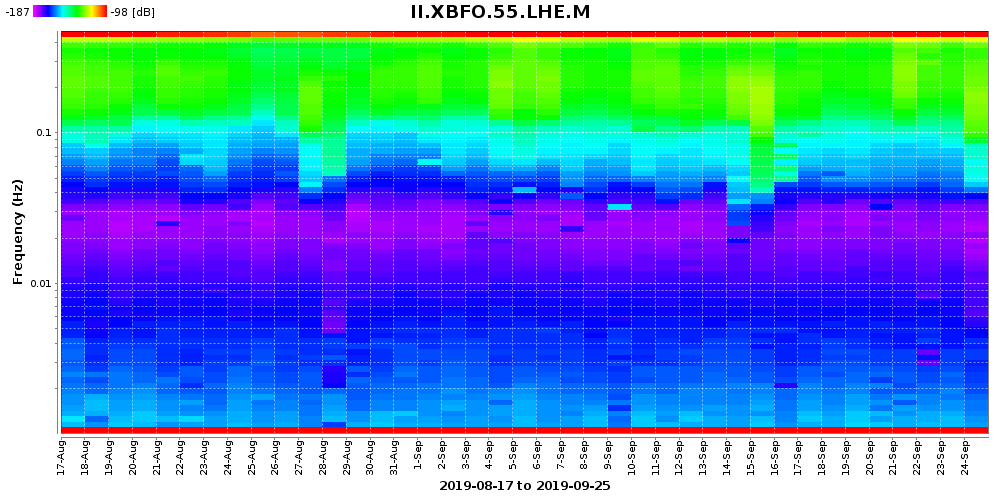 II.XBFO.55.LHE.M
-187 -98 [dB]
Frequency (Hz)
0.1
0.01
17-Aug 18-Aug 19-Aug 20-Aug 21-Aug 22-Aug 23-Aug 24-Aug 25-Aug 26-Aug 27-Aug 28-Aug 29-Aug 30-Aug 31-Aug 1-Sep 2-Sep 3-Sep 4-Sep 5-Sep 6-Sep 7-Sep 8-Sep 9-Sep 10-Sep 11-Sep 12-Sep 13-Sep 14-Sep 15-Sep 16-Sep 17-Sep 18-Sep 19-Sep 20-Sep 21-Sep 22-Sep 23-Sep 24-Sep
2019-08-17 to 2019-09-25